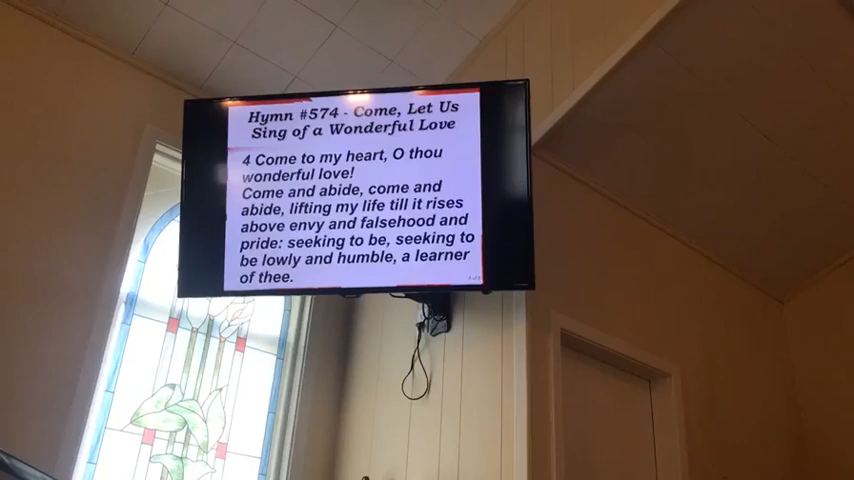 Hymn #574 - Come, Let Us
Sing of a Wonderful Love
4 Come to my heart, O thou
wonderful love!
Come and abide, come and
abide, lifting my life till it rises
above envy and falsehood and
pride: seeking to be, seeking to
be lowly and humble, a learner
of thee.